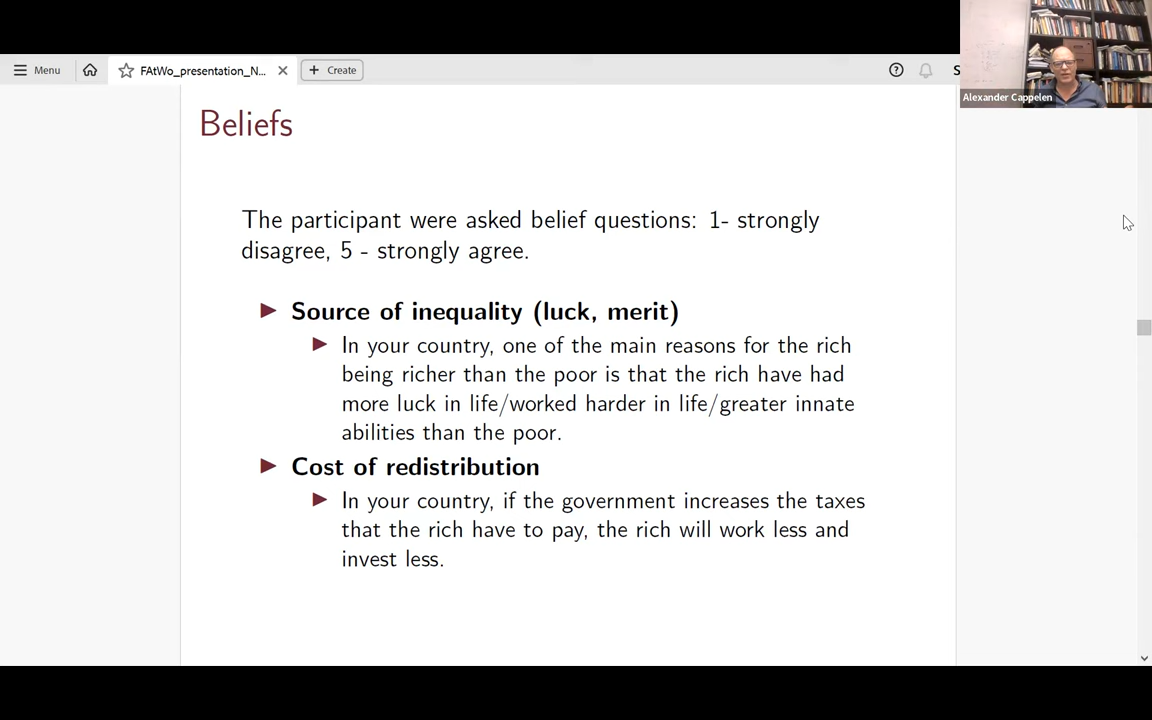 Menu
FAtWo_presentation_N...
Create
S
Alexander Cappelen
Beliefs
The participant were asked belief questions: 1- strongly
disagree, 5 - strongly agree.
Source of inequality (luck, merit)
In your country, one of the main reasons for the rich
being richer than the poor is that the rich have had
more luck in life/worked harder in life/greater innate
abilities than the poor.
Cost of redistribution
In your country, if the government increases the taxes
that the rich have to pay, the rich will work less and
invest less.